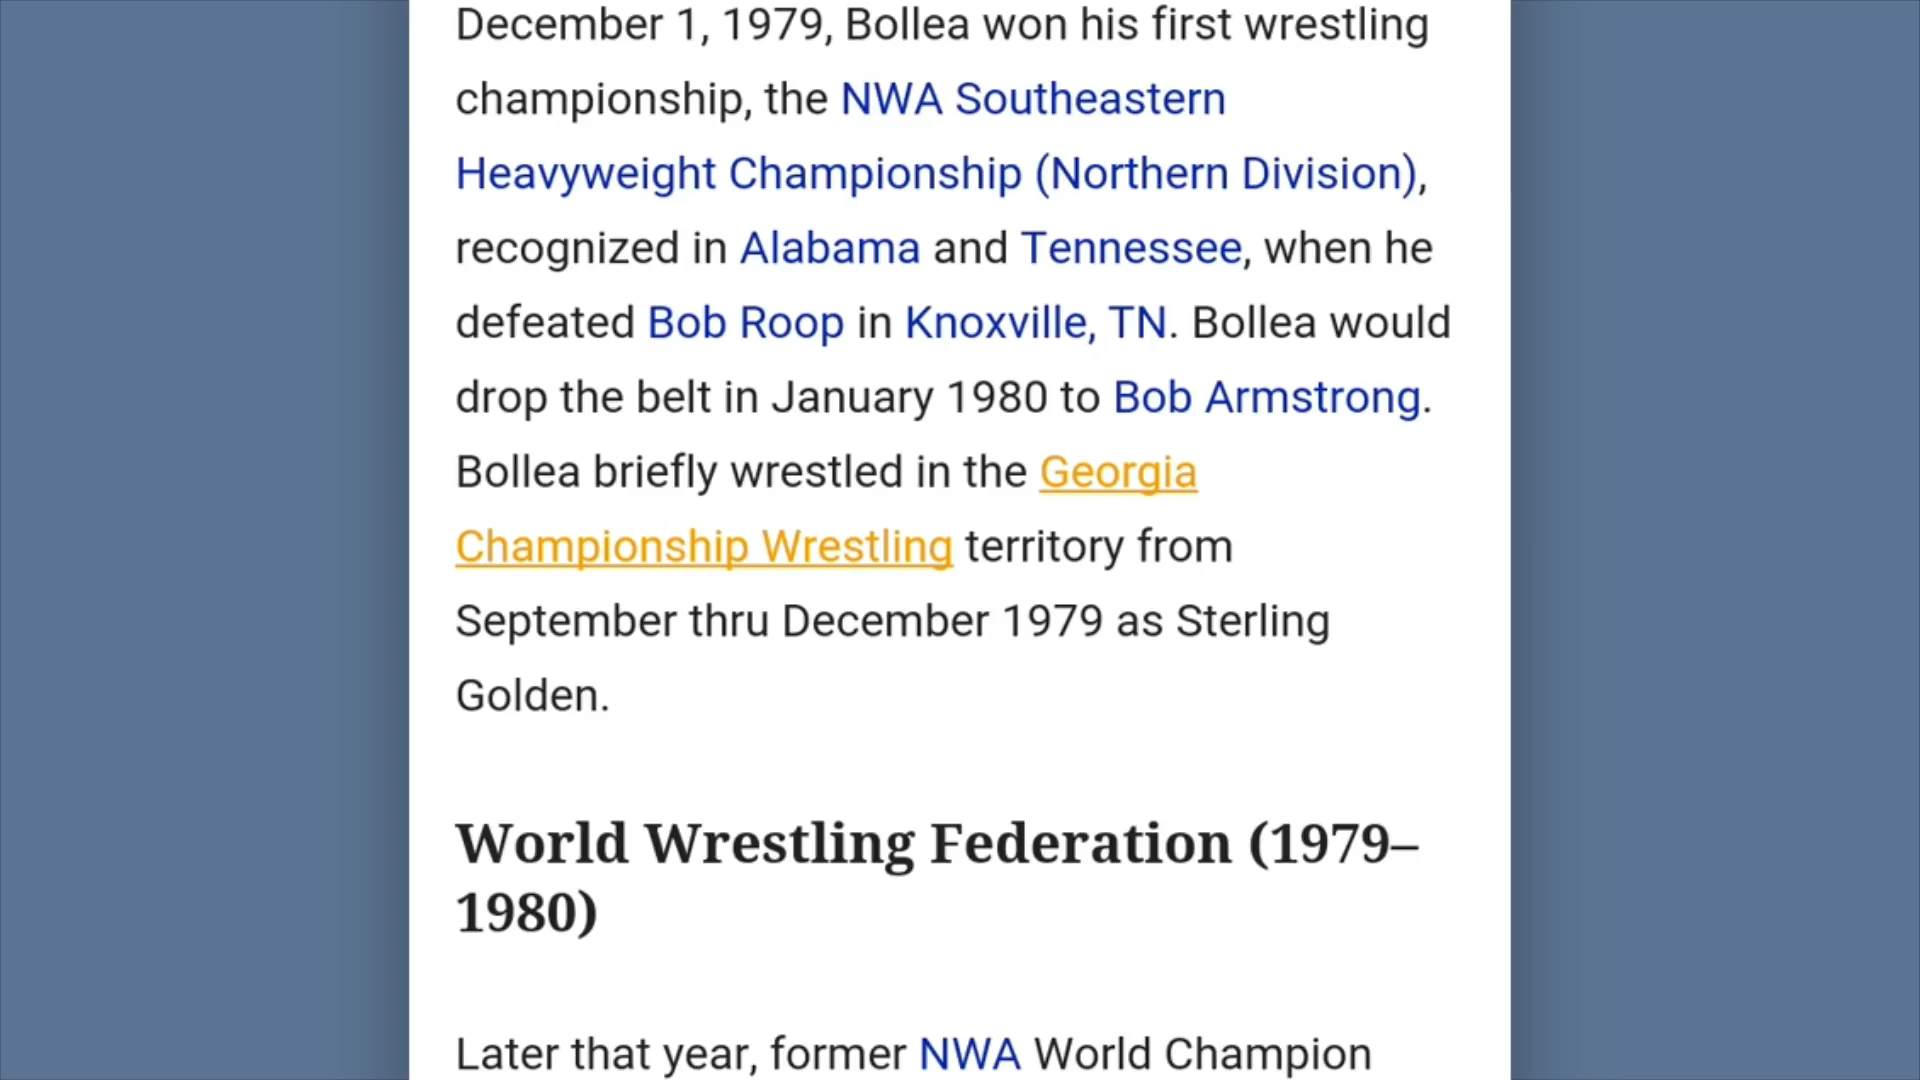 December 1, 1979, Bollea won his first wrestling
championship, the NWA Southeastern
Heavyweight Championship (Northern Division),
recognized in Alabama and Tennessee, when he
defeated Bob Roop in Knoxville, TN. Bollea would
drop the belt in January 1980 to Bob Armstrong.
Bollea briefly wrestled in the Georgia
Championship Wrestling territory from
September thru December 1979 as Sterling
Golden.
World Wrestling Federation (1979–
1980)
Later that year, former NWA World Champion